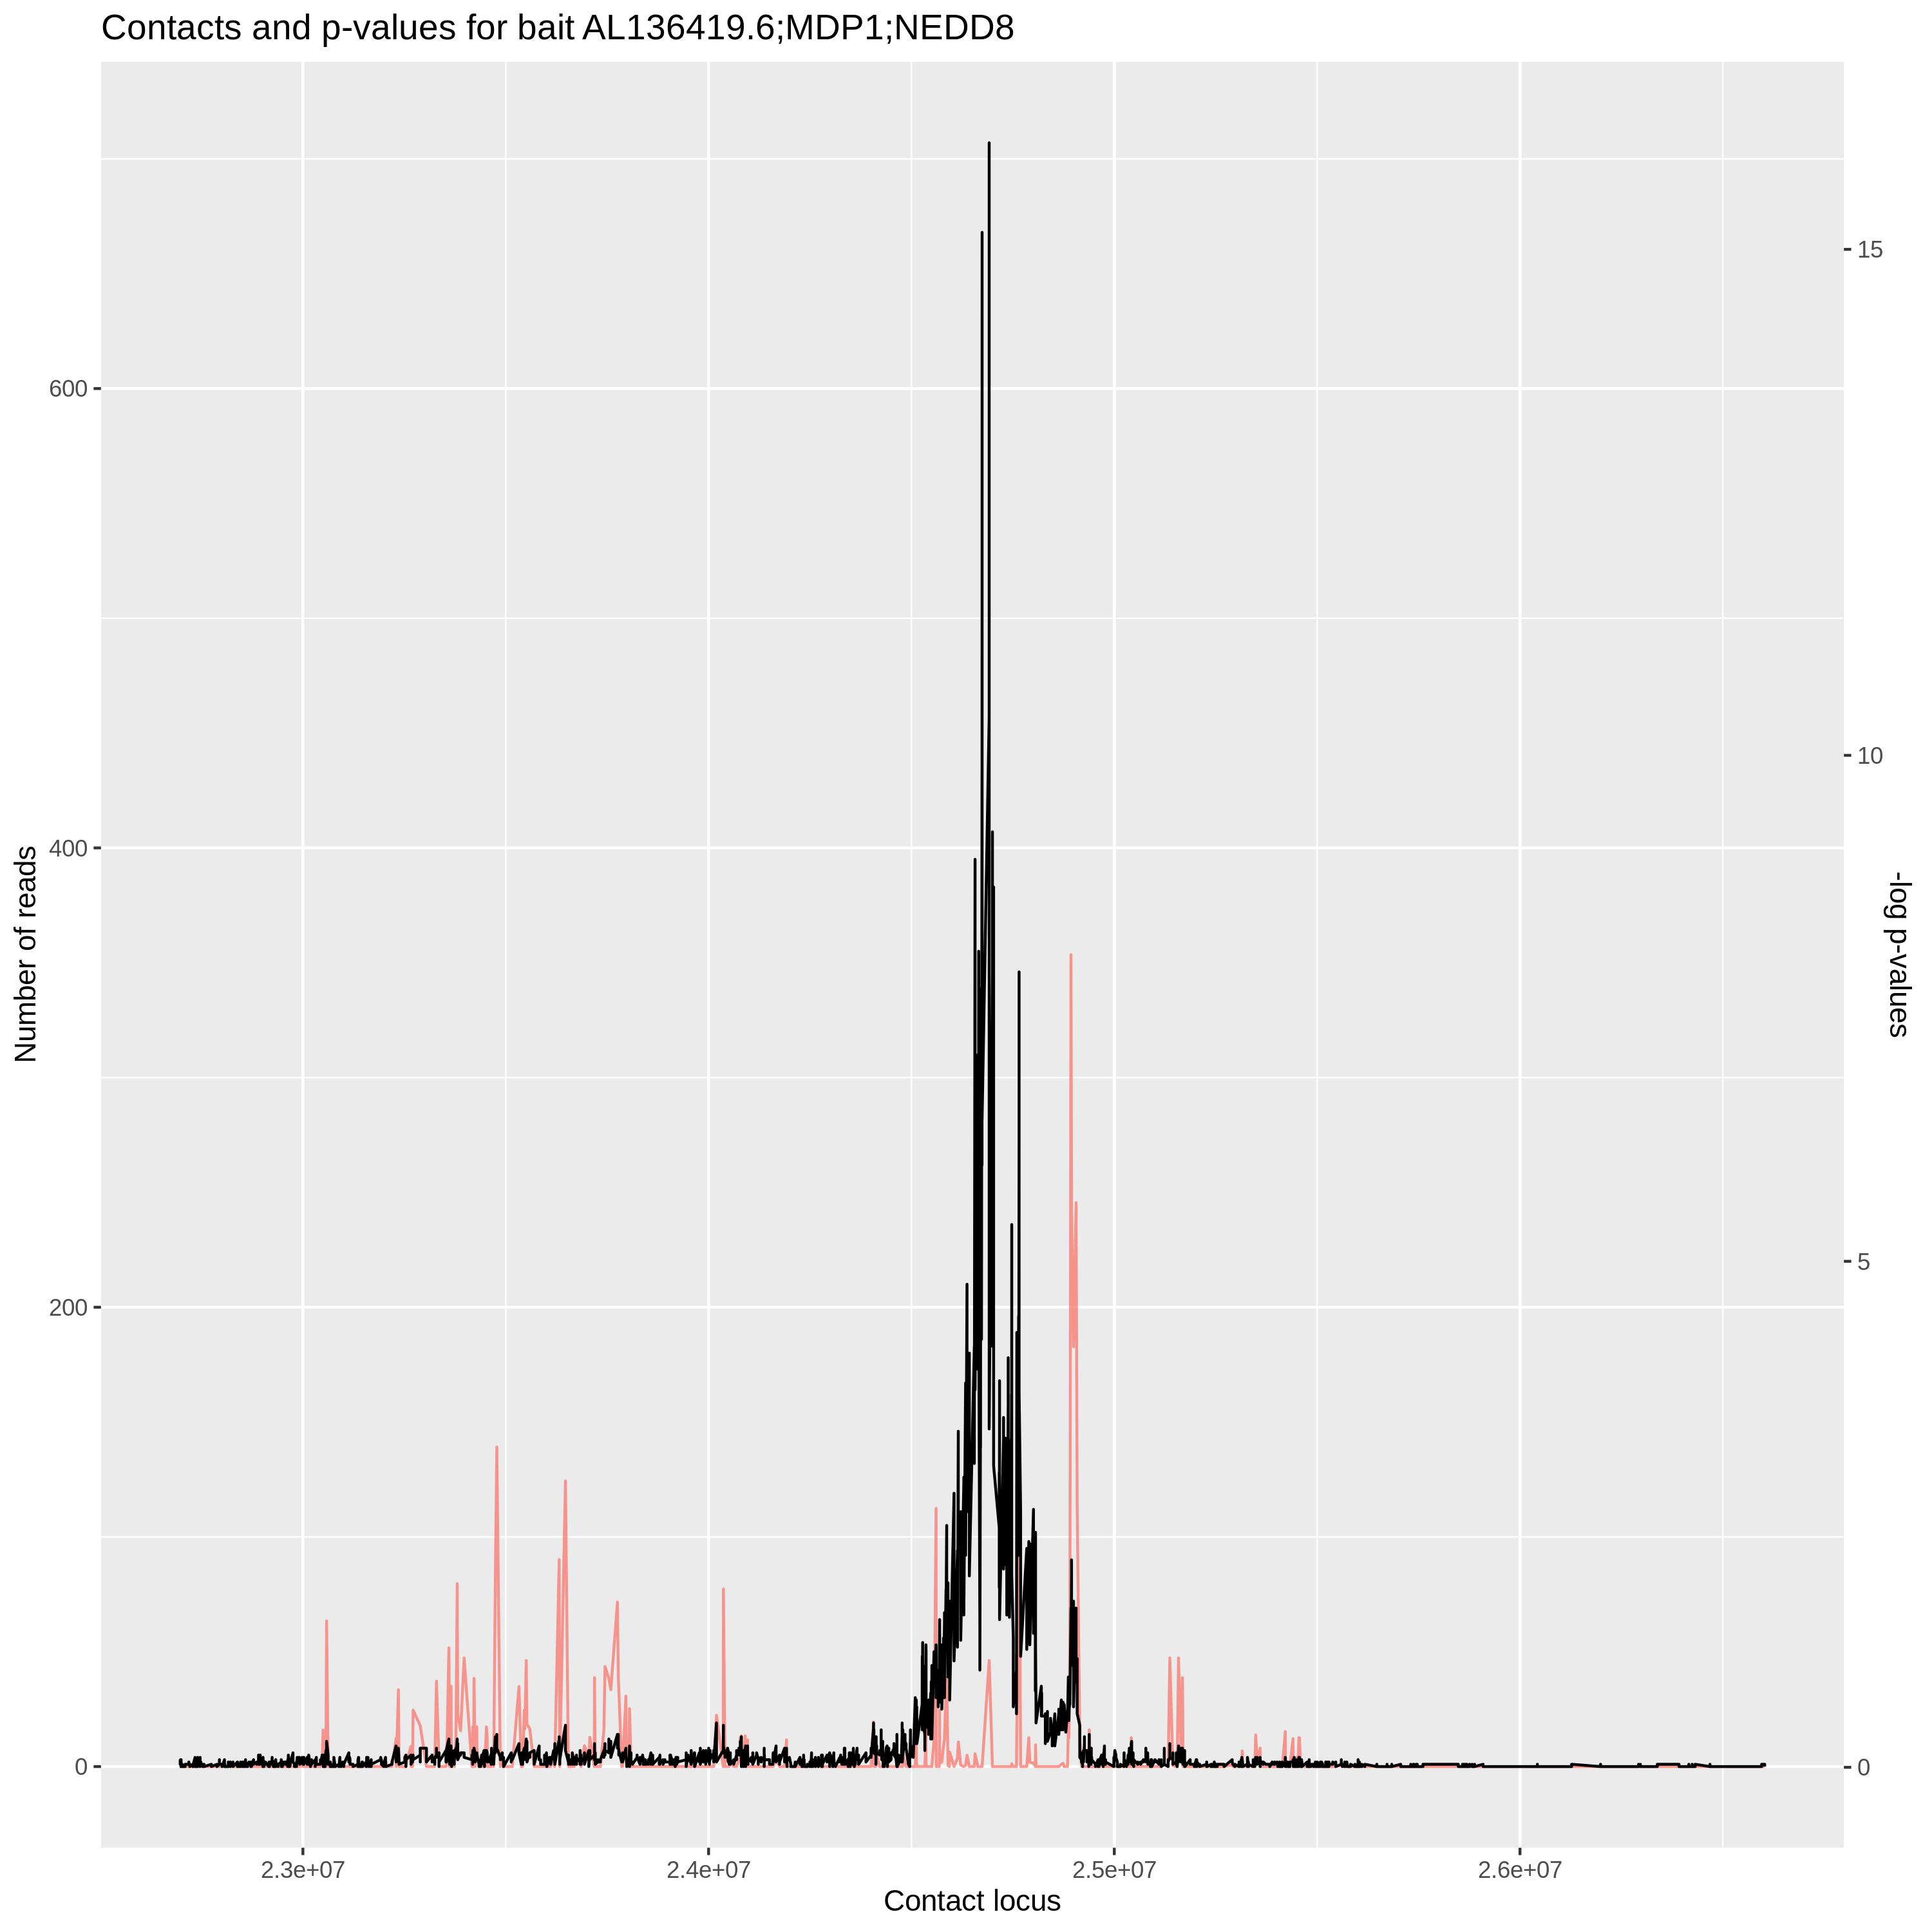 Contacts and p-values for bait AL136419.6;MDP1;NEDD8
Number of reads
600
400
200
0
15
10
5
0
-log p-values
2.3e+07
2.4e+07
2.5e+07
2.6e+07
Contact locus